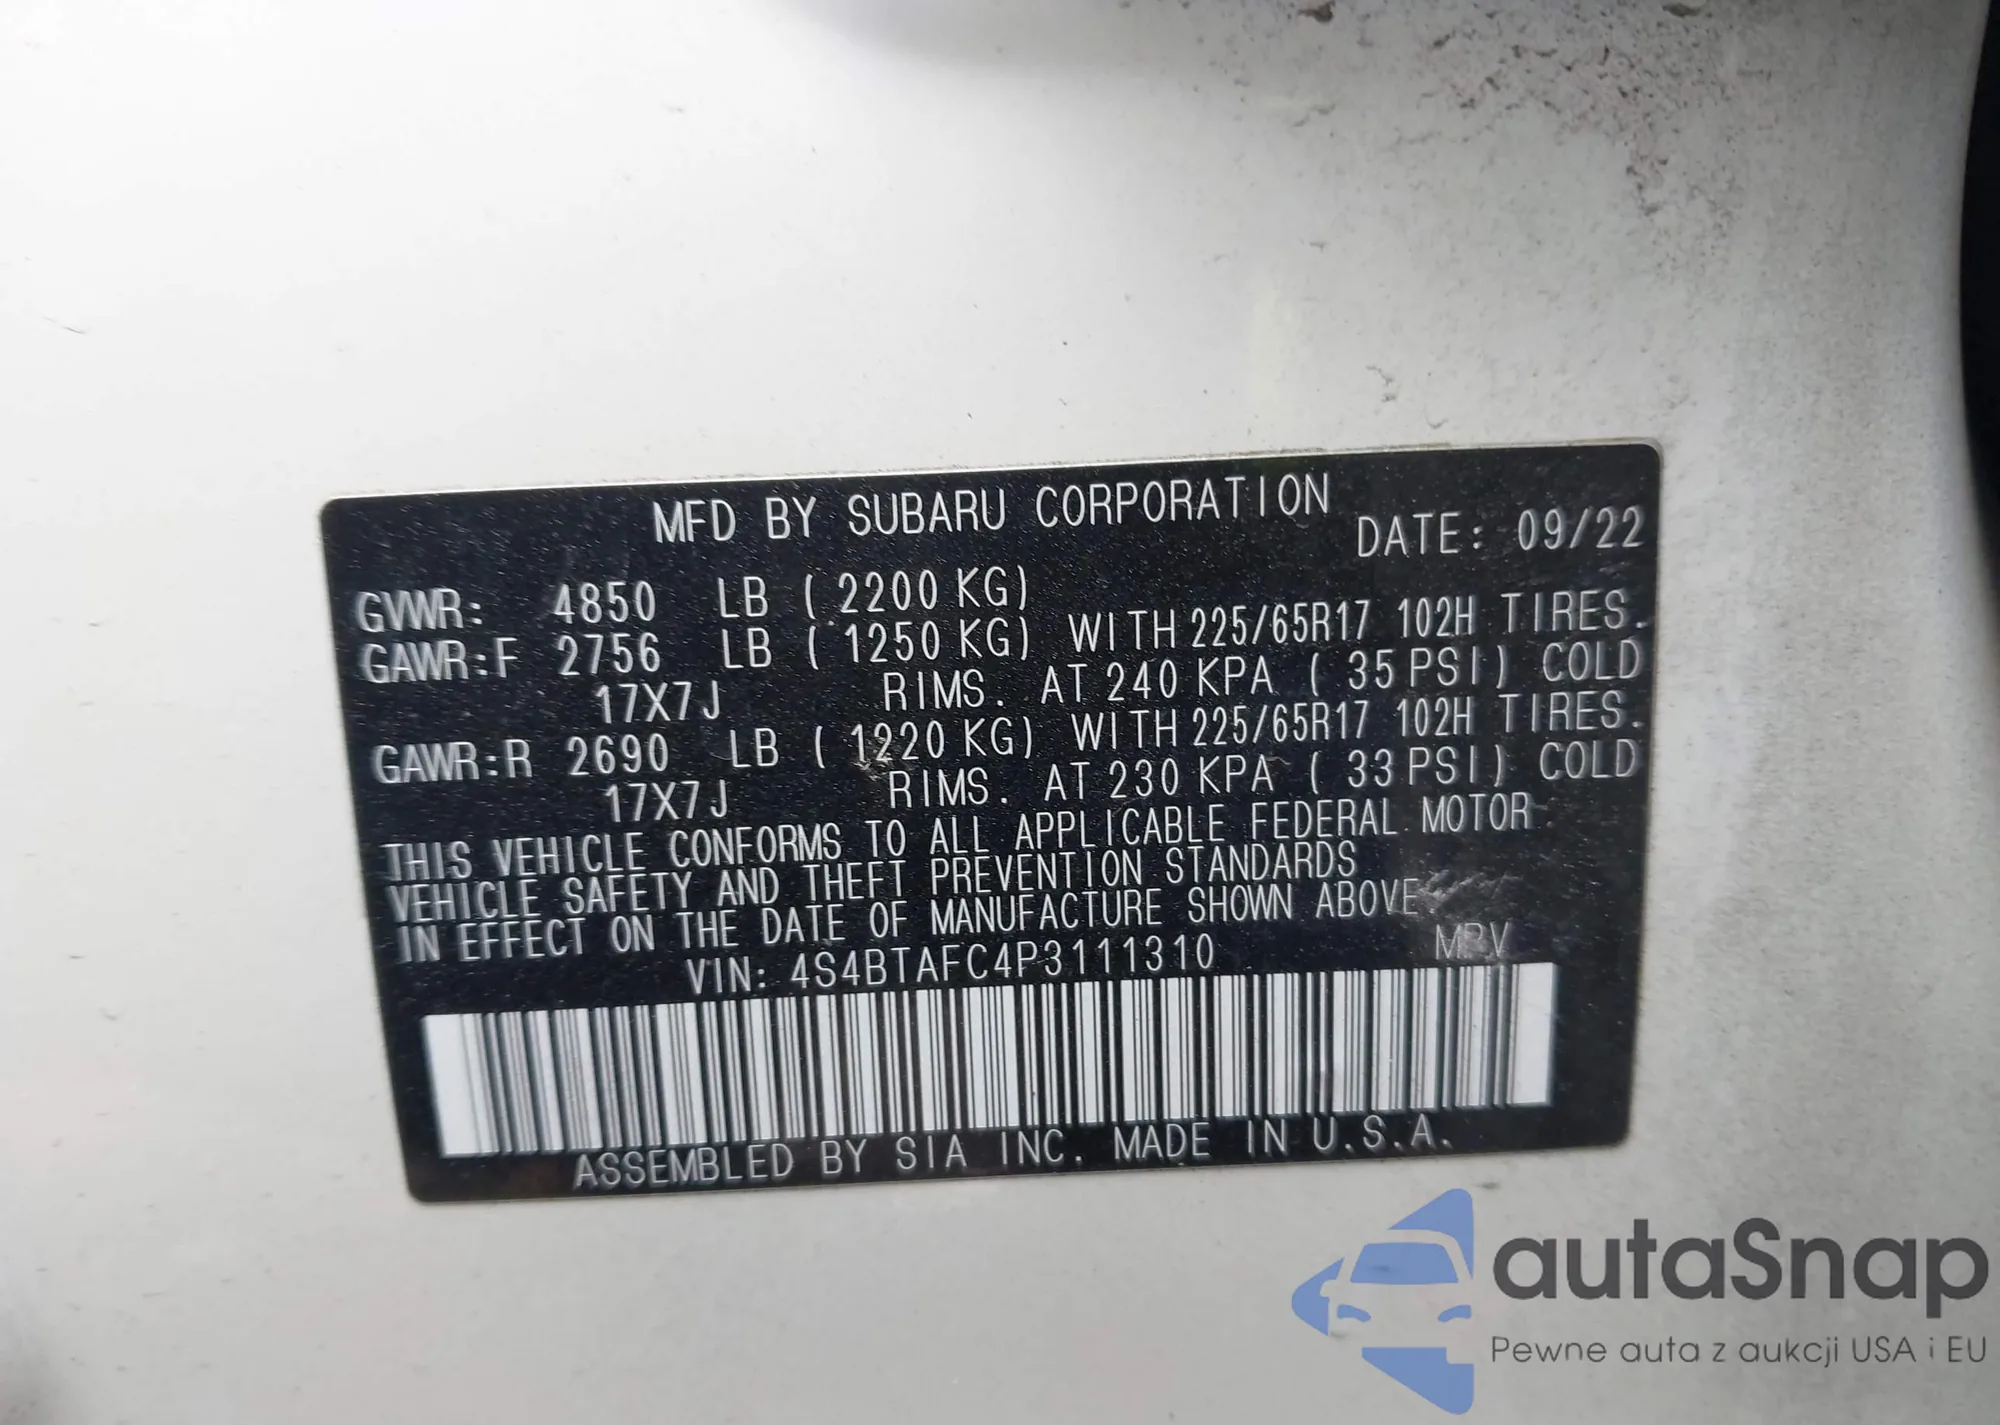 MFD BY SUBARU CORPORATION
DATE: 09/22
GVWR: 4850 LB ( 2200 KG)
GAWR:F 2756 LB ( 1250 KG) WITH 225/65R17 102H TIRES.
17X7J RIMS. AT 240 KPA ( 35 PSI) COLD
GAWR:R 2690 LB ( 1220 KG) WITH 225/65R17 102H TIRES.
17X7J RIMS. AT 230 KPA ( 33 PSI) COLD
THIS VEHICLE CONFORMS TO ALL APPLICABLE FEDERAL MOTOR
VEHICLE SAFETY AND THEFT PREVENTION STANDARDS
IN EFFECT ON THE DATE OF MANUFACTURE SHOWN ABOVE.
VIN: 4S4BTAFC4P3111310 MPV
ASSEMBLED BY SIA INC. MADE IN U.S.A.
autaSnap
Pewne auta z aukcji USA i EU